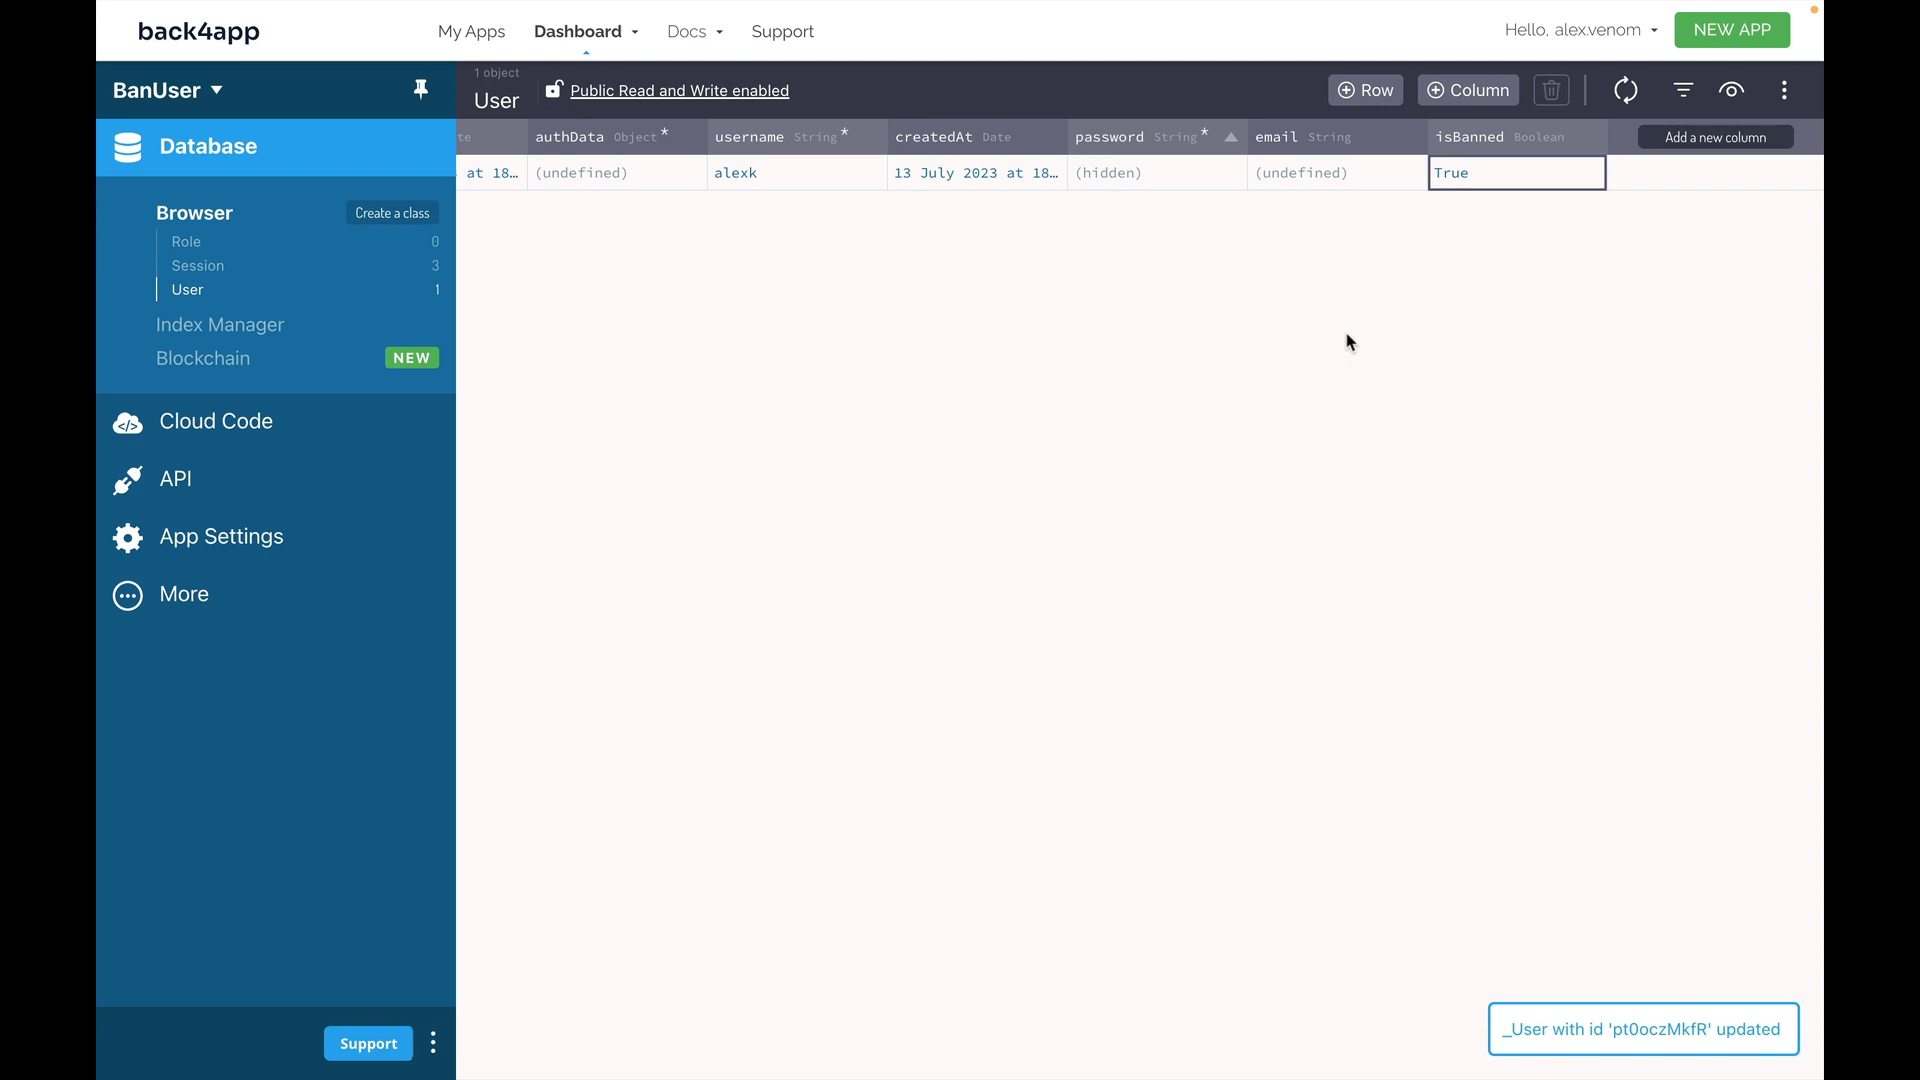 back4app
My Apps
Dashboard
Docs
Support
Hello, alex.venom
NEW APP
BanUser
1 object
User
Public Read and Write enabled
Row
Column
Database
te
authData Object *
username String *
createdAt Date
password String *
email String
isBanned Boolean
Add a new column
at 18...
(undefined)
alexk
13 July 2023 at 18...
(hidden)
(undefined)
True
Browser
Create a class
Role 0
Session 3
User 1
Index Manager
Blockchain NEW
Cloud Code
API
App Settings
More
Support
_User with id 'pt0oczMkfR' updated